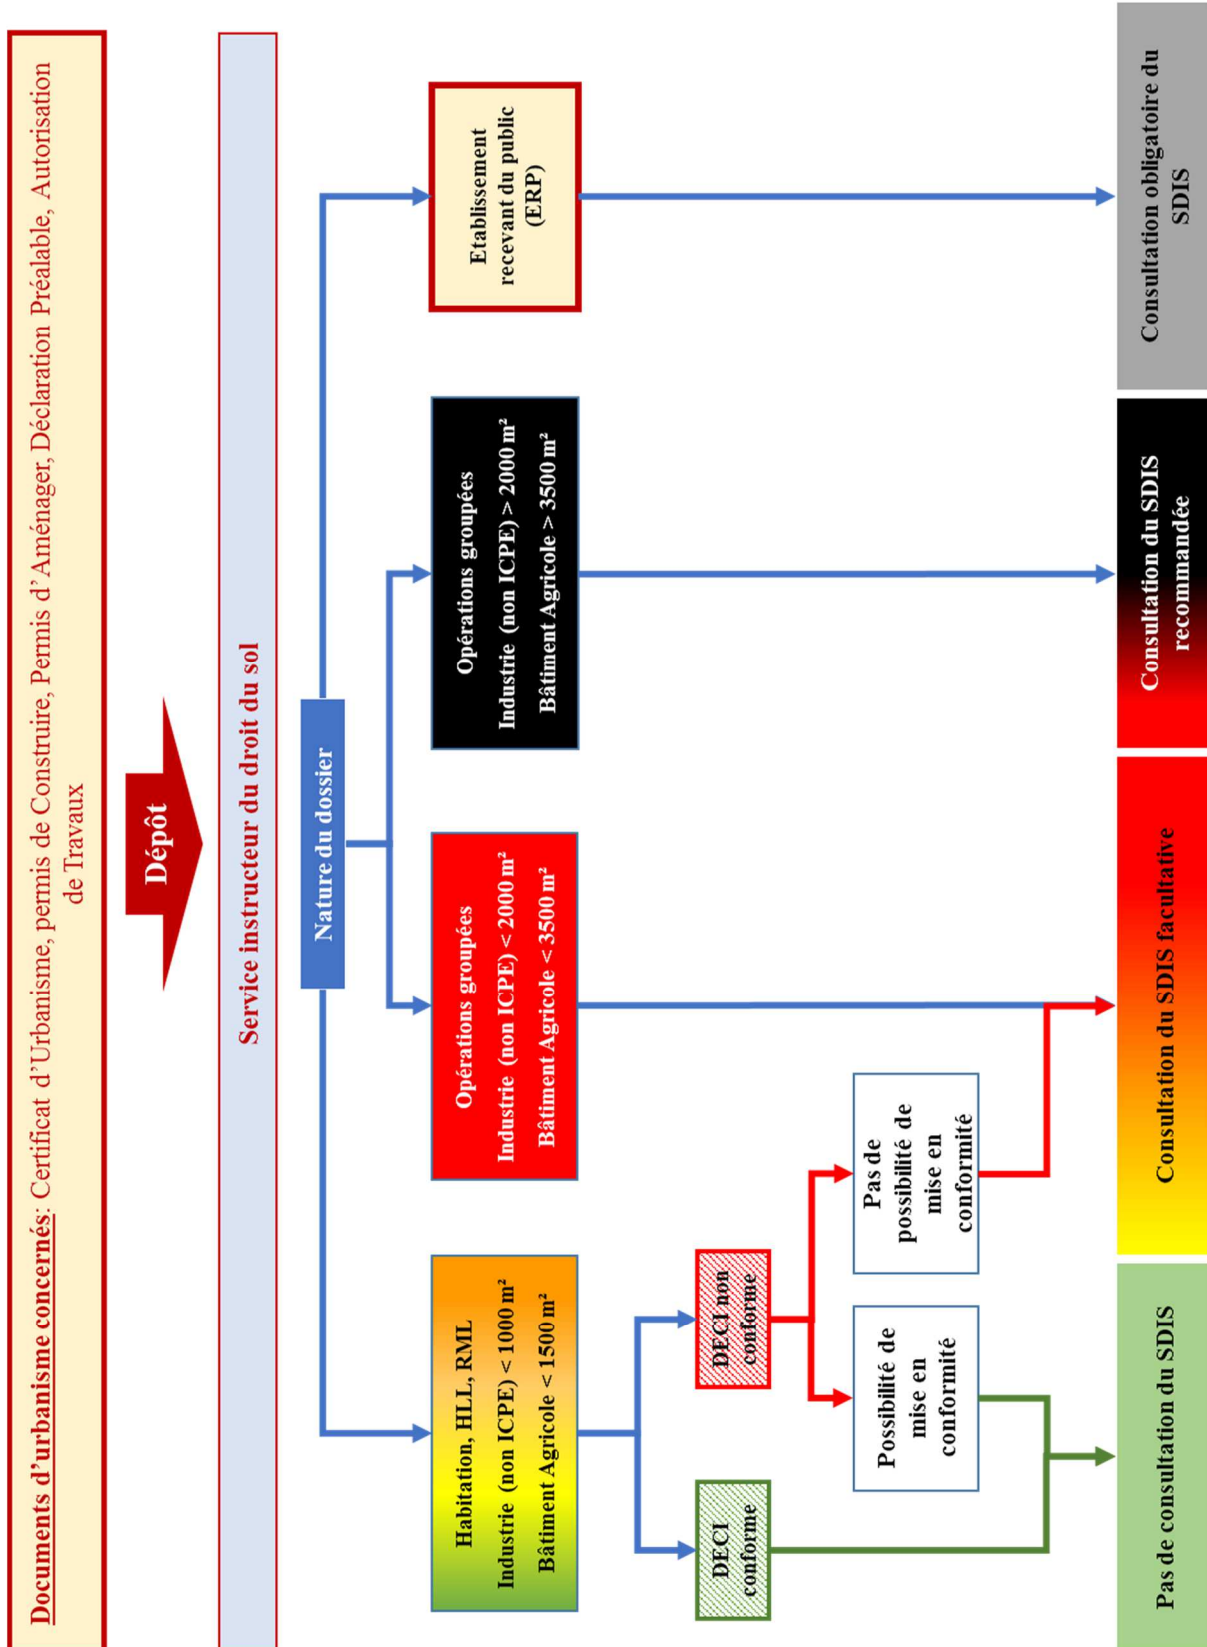 Documents d'urbanisme concernés: Certificat d'Urbanisme, permis de Construire, Permis d'Aménager, Déclaration Préalable, Autorisation
de Travaux
Dépôt
Service instructeur du droit du sol
Nature du dossier
Habitation, HLL, RML
Industrie (non ICPE) < 1000 m²
Bâtiment Agricole < 1500 m²
Opérations groupées
Industrie (non ICPE) < 2000 m²
Bâtiment Agricole < 3500 m²
Opérations groupées
Industrie (non ICPE) > 2000 m²
Bâtiment Agricole > 3500 m²
Etablissement
recevant du public
(ERP)
DECI
conforme
DECI non
conforme
Possibilité de
mise en
conformité
Pas de
possibilité de
mise en
conformité
Pas de consultation du SDIS
Consultation du SDIS facultative
Consultation du SDIS
recommandée
Consultation obligatoire du
SDIS